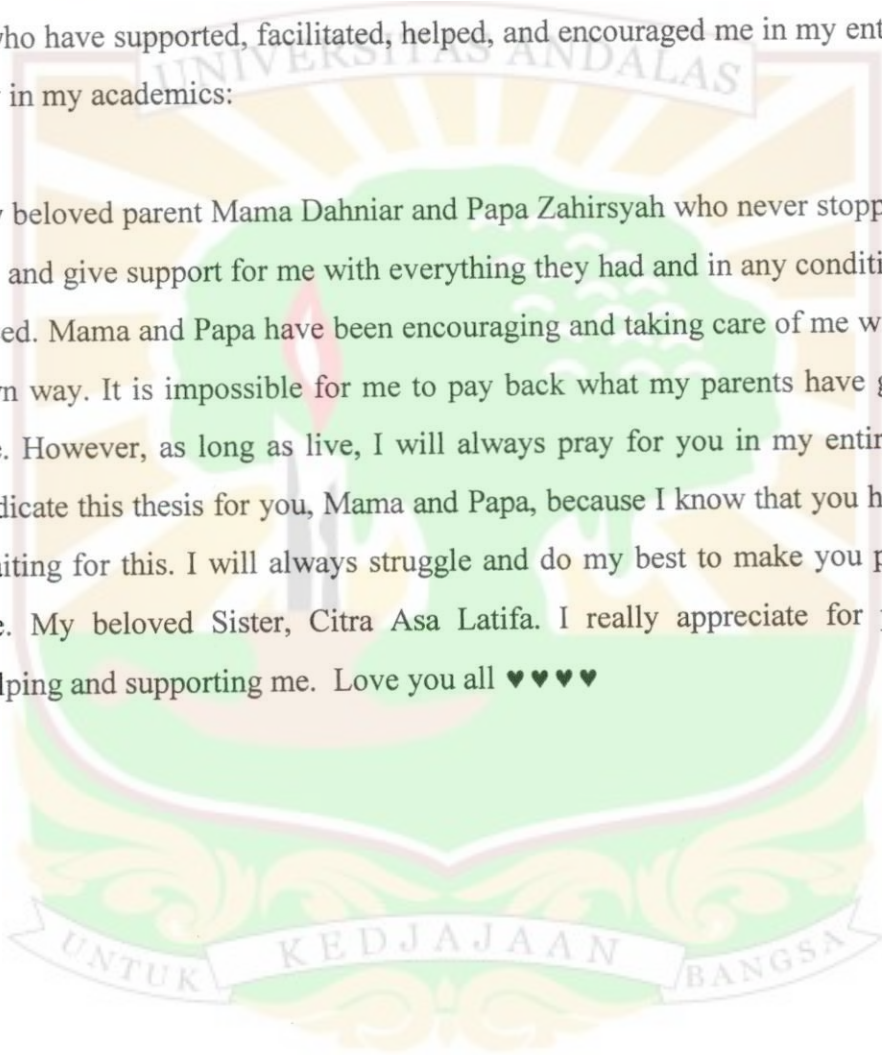 who have supported, facilitated, helped, and encouraged me in my ent
UNIVERSITAS ANDALAS
in my academics:
beloved parent Mama Dahniar and Papa Zahirsyah who never stopp
and give support for me with everything they had and in any conditi
ed. Mama and Papa have been encouraging and taking care of me w
n way. It is impossible for me to pay back what my parents have g
. However, as long as live, I will always pray for you in my entir
dicate this thesis for you, Mama and Papa, because I know that you h
iting for this. I will always struggle and do my best to make you p
e. My beloved Sister, Citra Asa Latifa. I really appreciate for
lping and supporting me. Love you all ♥♥♥♥
UNTUK KEDJAJAAN BANGSA